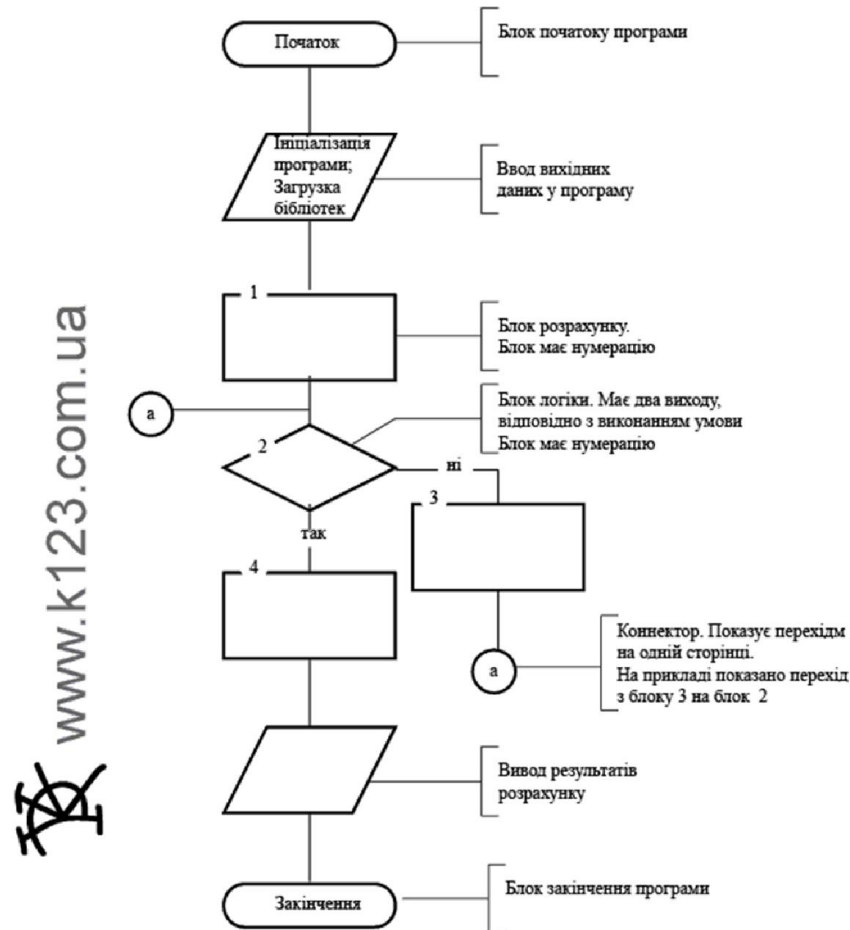 Початок
Блок початоку програми
Ініціалізація
програми;
Загрузка
бібліотек
Ввод вихідних
даних у програму
1
Блок розрахунку.
Блок має нумерацію
а
Блок логіки. Має два виходу,
відповідно з виконанням умови
Блок має нумерацію
2
ні
3
так
4
а
Коннектор. Показує перехідм
на одній сторінці.
На прикладі показано перехід
з блоку 3 на блок 2
Вивод результатів
розрахунку
Закінчення
Блок закінчення програми
www.k123.com.ua